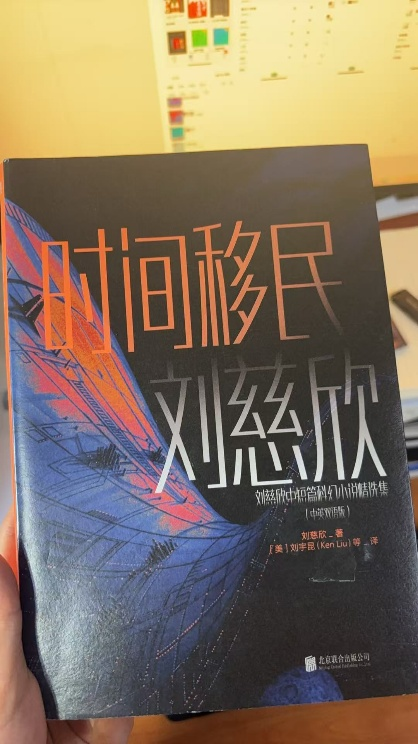 时间移民
刘慈欣
刘慈欣中短篇科幻小说精选集
（中英双语版）
刘慈欣_著
［美］刘宇昆（Ken Liu）等_译
北京联合出版公司